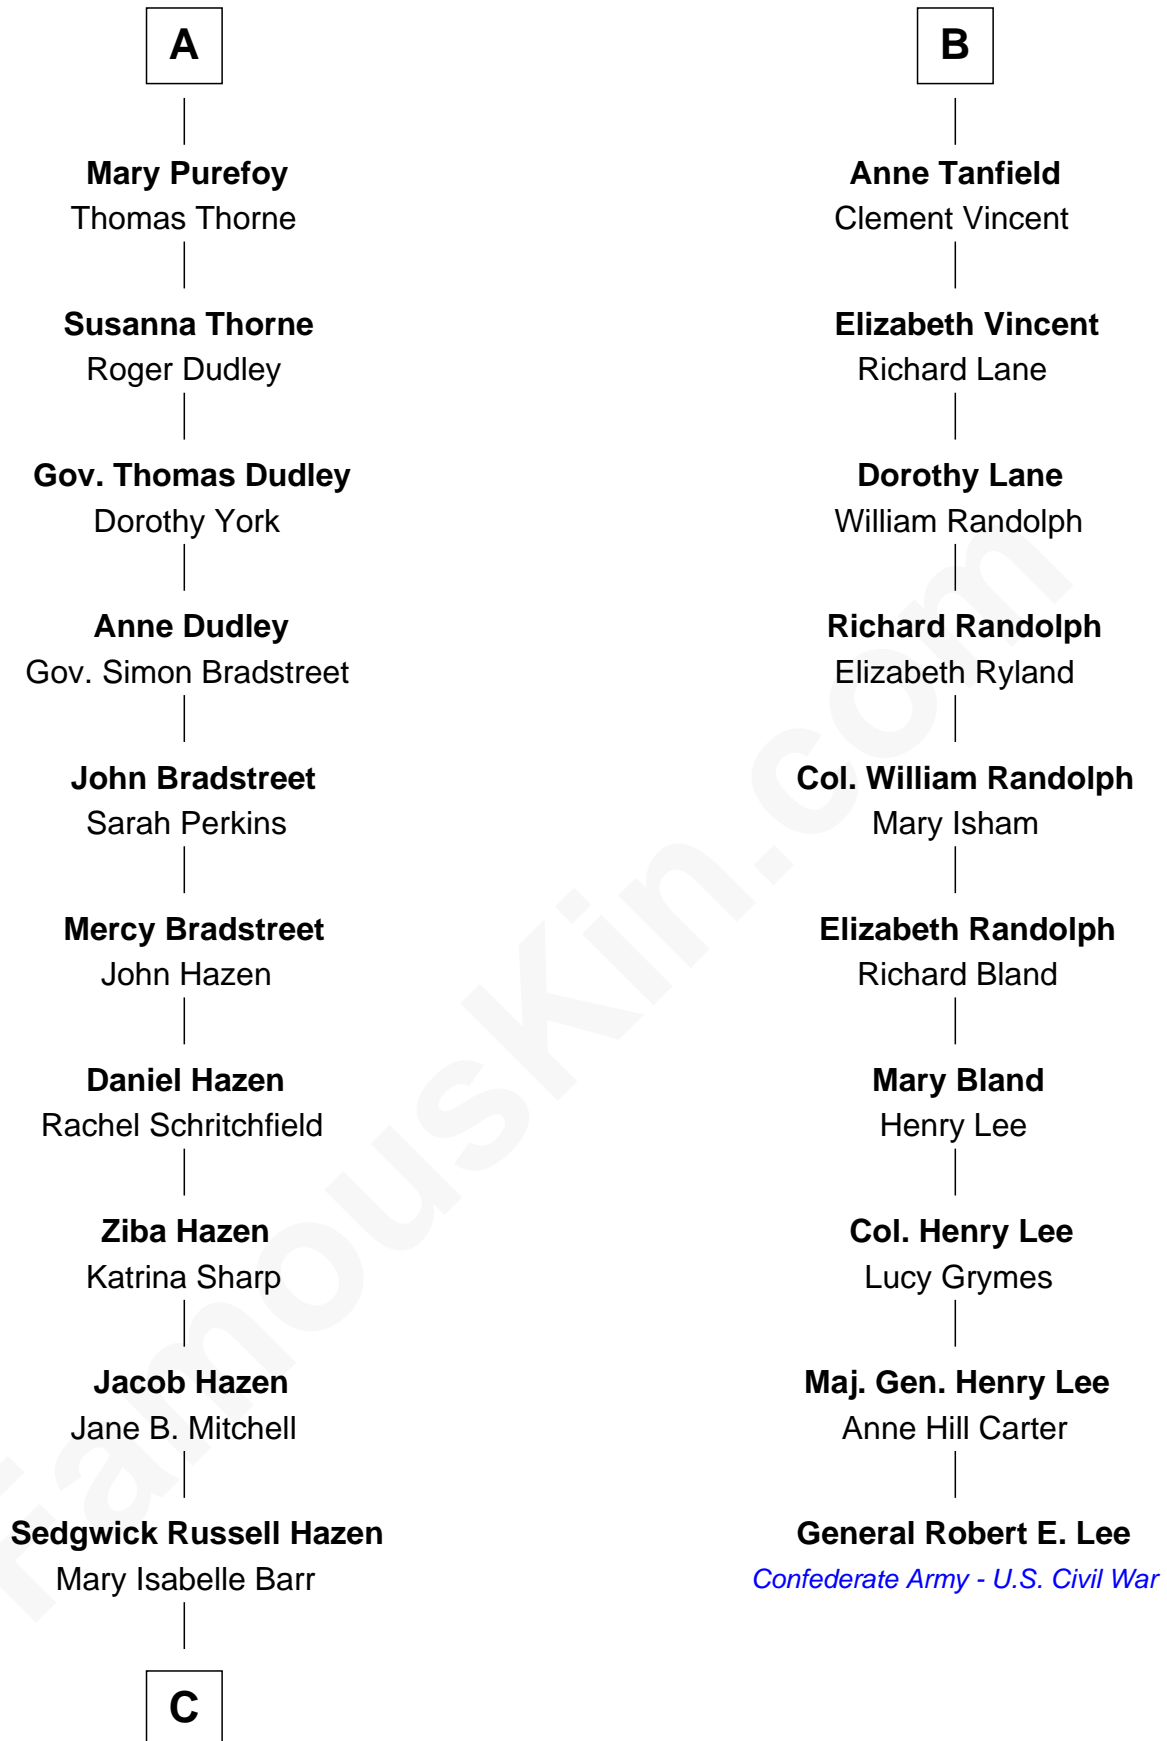 A
Mary Purefoy
Thomas Thorne
Susanna Thorne
Roger Dudley
Gov. Thomas Dudley
Dorothy York
Anne Dudley
Gov. Simon Bradstreet
John Bradstreet
Sarah Perkins
Mercy Bradstreet
John Hazen
Daniel Hazen
Rachel Schritchfield
Ziba Hazen
Katrina Sharp
Jacob Hazen
Jane B. Mitchell
Sedgwick Russell Hazen
Mary Isabelle Barr
C
B
Anne Tanfield
Clement Vincent
Elizabeth Vincent
Richard Lane
Dorothy Lane
William Randolph
Richard Randolph
Elizabeth Ryland
Col. William Randolph
Mary Isham
Elizabeth Randolph
Richard Bland
Mary Bland
Henry Lee
Col. Henry Lee
Lucy Grymes
Maj. Gen. Henry Lee
Anne Hill Carter
General Robert E. Lee
Confederate Army - U.S. Civil War
FamousKin.com